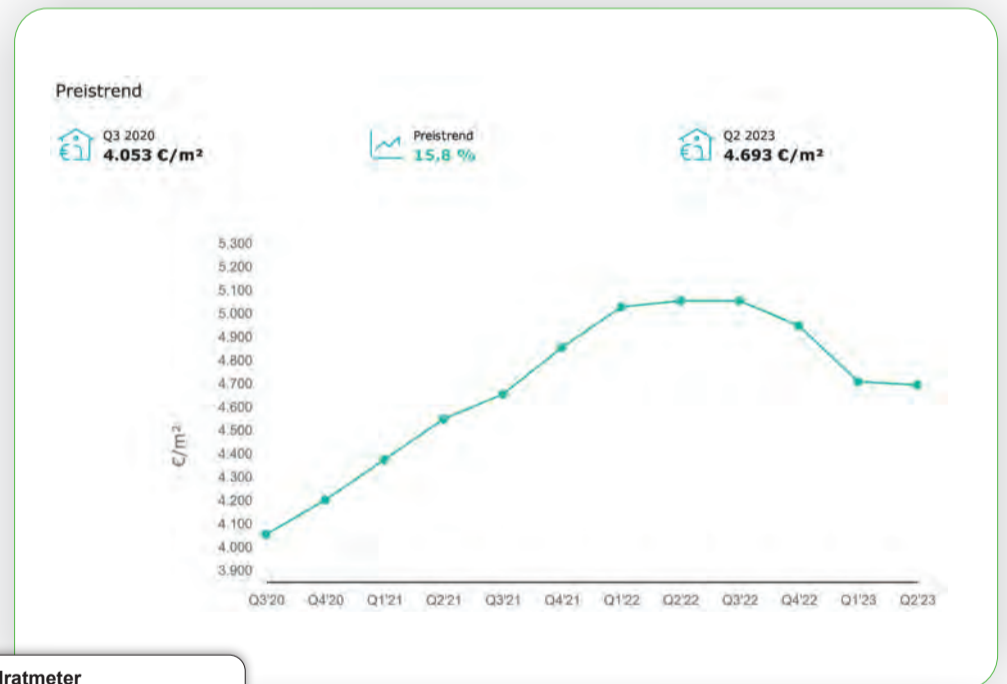 Preistrend
Q3 2020
4.053 €/m²
Preistrend
15,8 %
Q2 2023
4.693 €/m²
5.300
5.200
5.100
5.000
4.900
4.800
4.700
4.600
4.500
4.400
4.300
4.200
4.100
4.000
3.900
€/m²
Q3'20 Q4'20 Q1'21 Q2'21 Q3'21 Q4'21 Q1'22 Q2'22 Q3'22 Q4'22 Q1'23 Q2'23